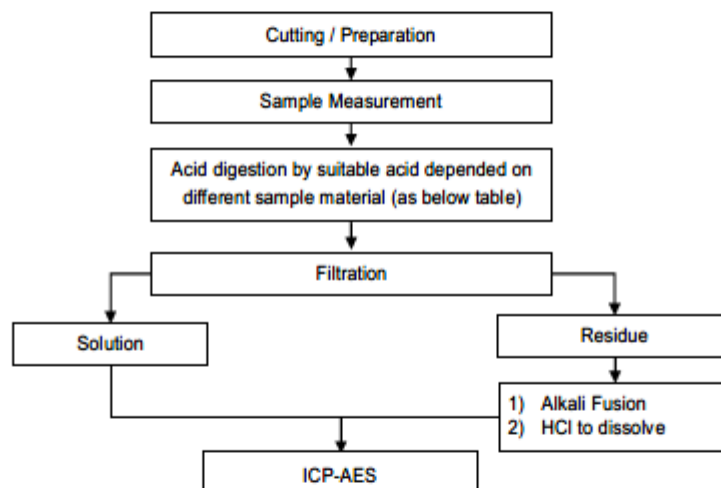 Cutting / Preparation
Sample Measurement
Acid digestion by suitable acid depended on
different sample material (as below table)
Filtration
Solution
Residue
1) Alkali Fusion
2) HCl to dissolve
ICP-AES